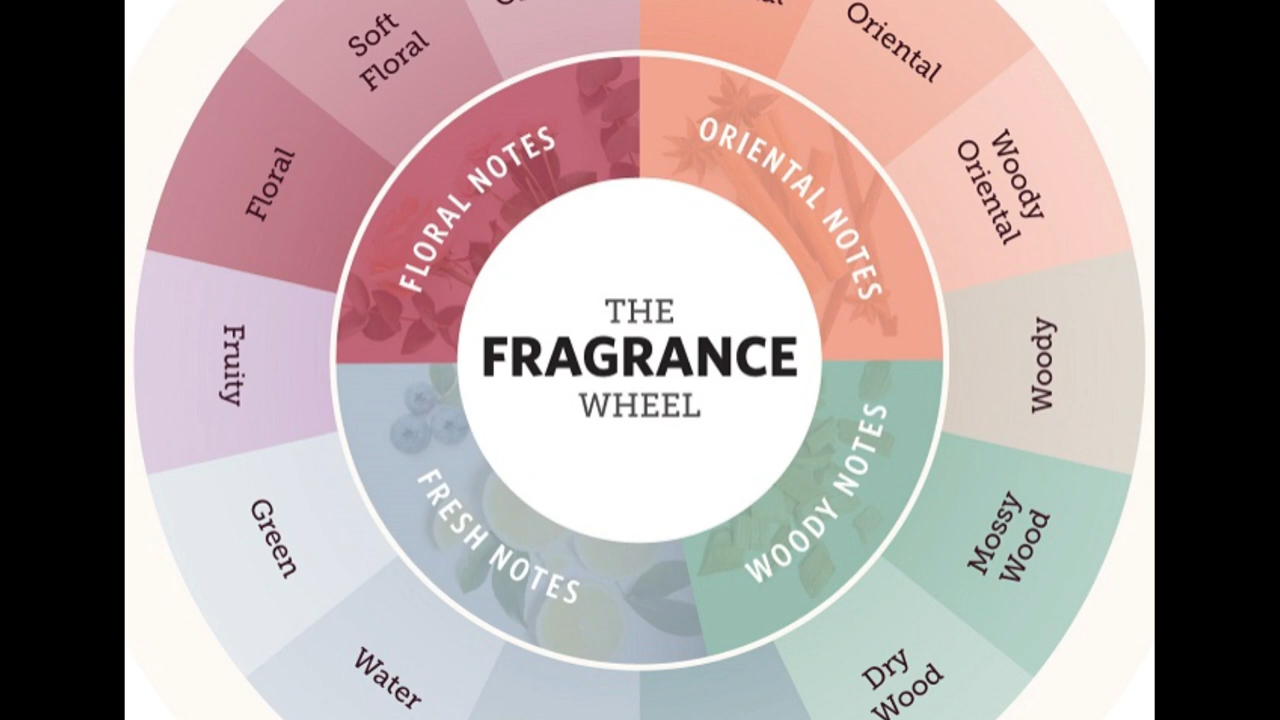 Soft
Floral
Oriental
Woody
Oriental
Floral
FLORAL NOTES
ORIENTAL NOTES
Fruity
THE
FRAGRANCE
WHEEL
Woody
Green
FRESH NOTES
WOODY NOTES
Mossy
Wood
Water
Dry
Wood